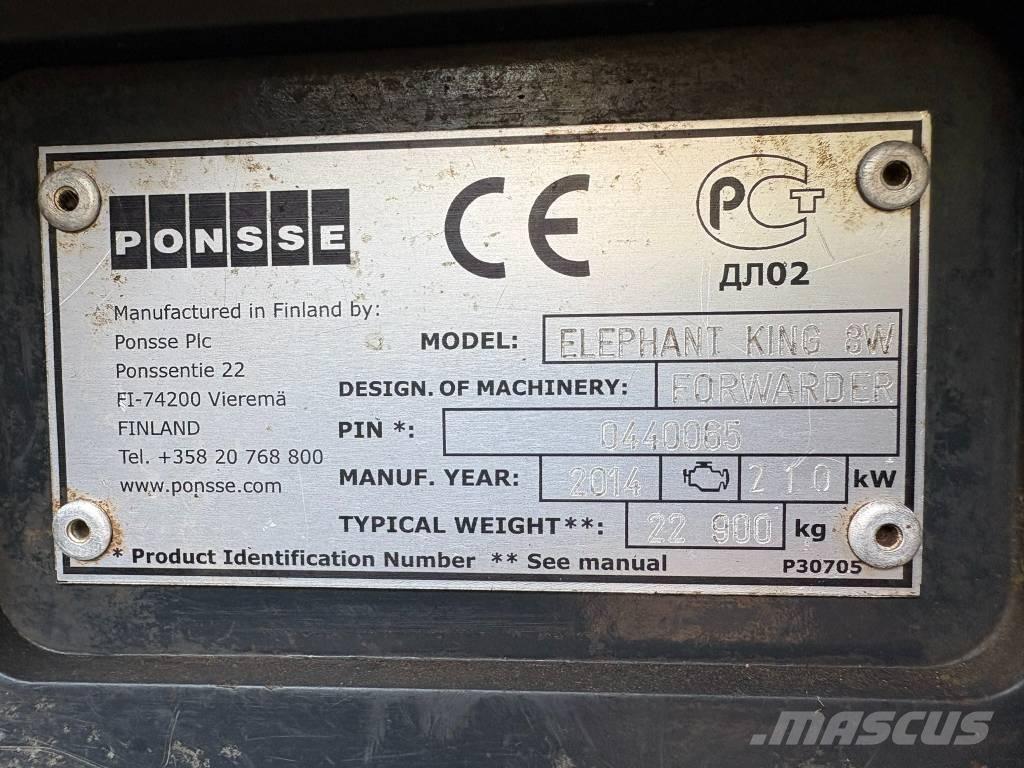 PONSSE
CE
PCT
ДЛ02
Manufactured in Finland by:
Ponsse Plc
Ponssentie 22
FI-74200 Vieremä
FINLAND
Tel. +358 20 768 800
www.ponsse.com
MODEL: ELEPHANT KING 8W
DESIGN. OF MACHINERY: FORWARDER
PIN *: 0440065
MANUF. YEAR: 2014 210 kW
TYPICAL WEIGHT**: 22 900 kg
* Product Identification Number ** See manual P30705
MASCUS